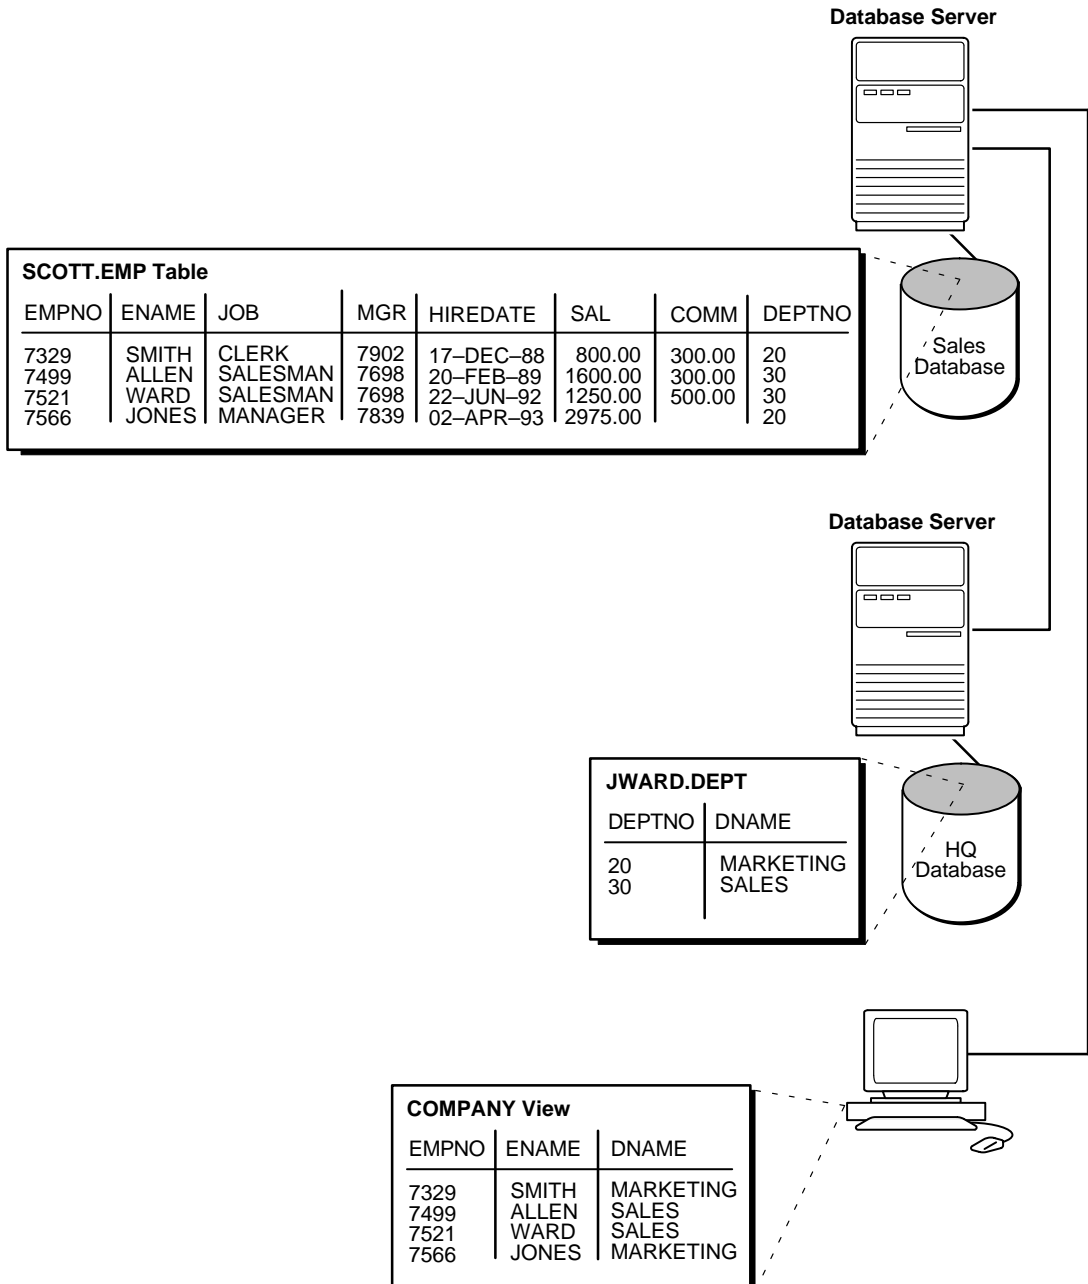 Database Server
SCOTT.EMP Table
EMPNO ENAME JOB MGR HIREDATE SAL COMM DEPTNO
7329 SMITH CLERK 7902 17–DEC–88 800.00 300.00 20
7499 ALLEN SALESMAN 7698 20–FEB–89 1600.00 300.00 30
7521 WARD SALESMAN 7698 22–JUN–92 1250.00 500.00 30
7566 JONES MANAGER 7839 02–APR–93 2975.00 20
Sales
Database
Database Server
JWARD.DEPT
DEPTNO DNAME
20 MARKETING
30 SALES
HQ
Database
COMPANY View
EMPNO ENAME DNAME
7329 SMITH MARKETING
7499 ALLEN SALES
7521 WARD SALES
7566 JONES MARKETING